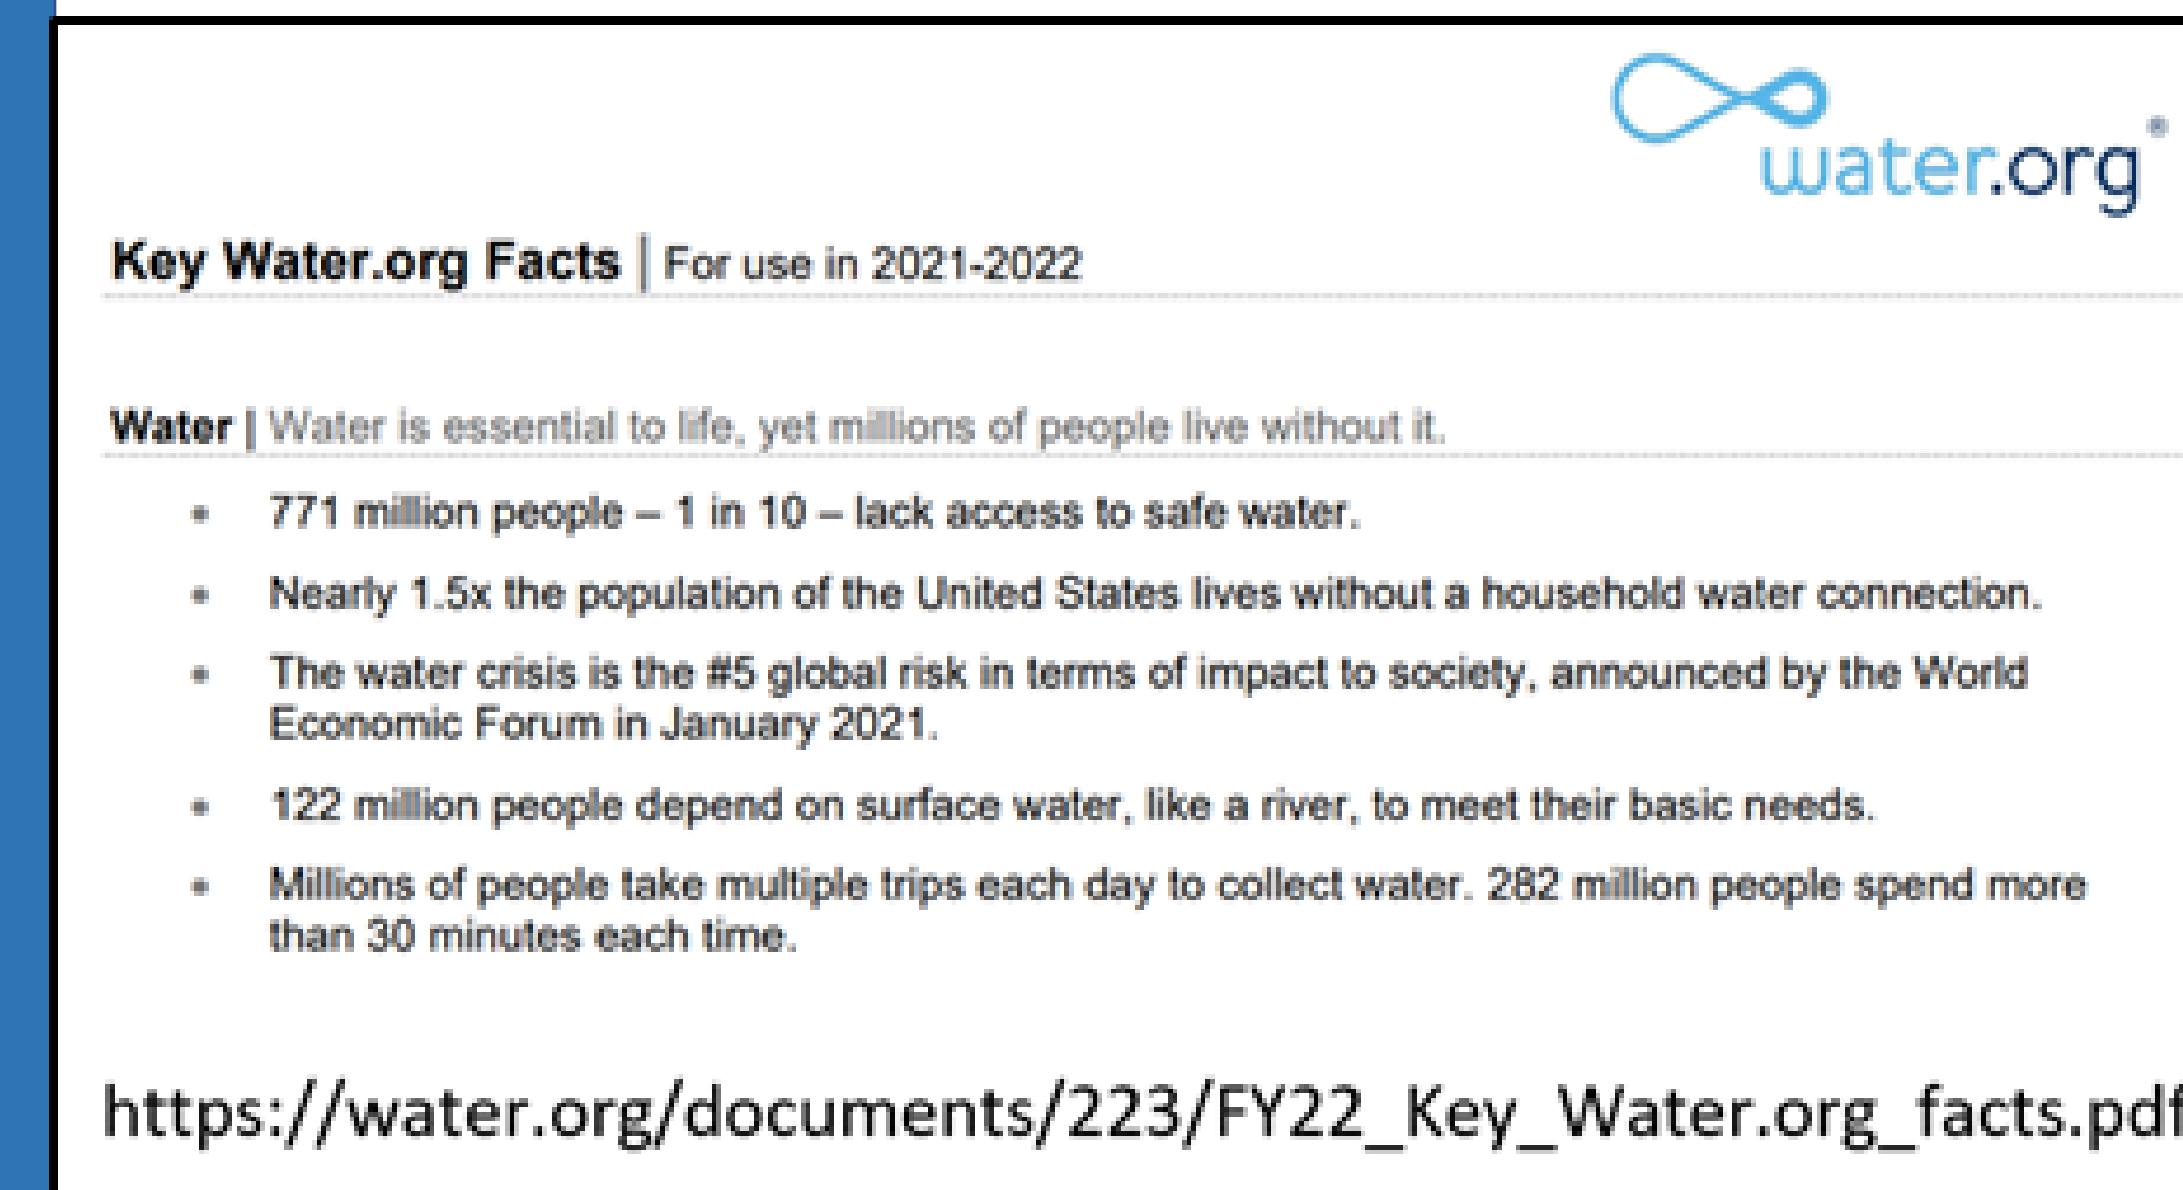 water.org®
Key Water.org Facts | For use in 2021-2022
Water | Water is essential to life, yet millions of people live without it.
• 771 million people – 1 in 10 – lack access to safe water.
• Nearly 1.5x the population of the United States lives without a household water connection.
• The water crisis is the #5 global risk in terms of impact to society, announced by the World
Economic Forum in January 2021.
• 122 million people depend on surface water, like a river, to meet their basic needs.
• Millions of people take multiple trips each day to collect water. 282 million people spend more
than 30 minutes each time.
https://water.org/documents/223/FY22_Key_Water.org_facts.pdf